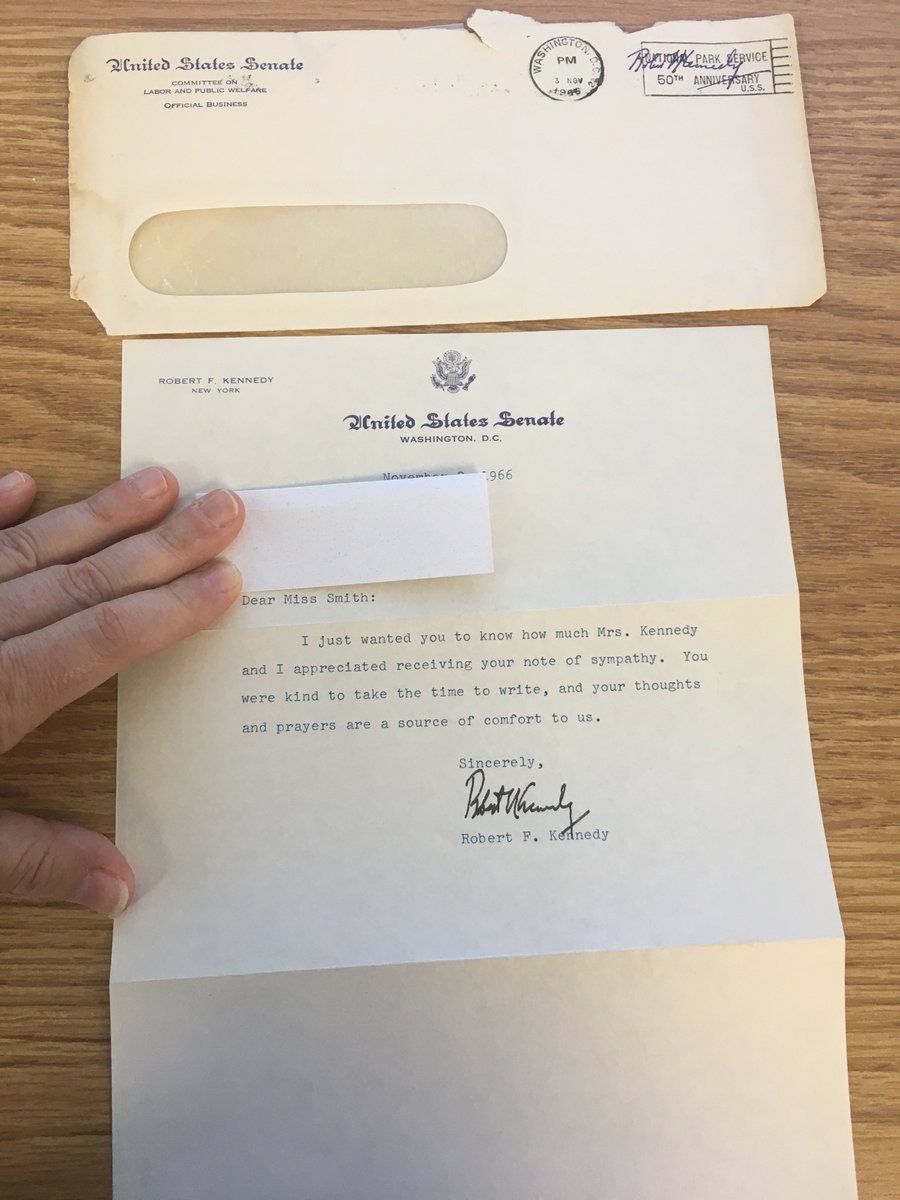 United States Senate
COMMITTEE ON
LABOR AND PUBLIC WELFARE
OFFICIAL BUSINESS
WASHINGTON, D.C.
PM
3 NOV
1966
NATIONAL PARK SERVICE
50TH ANNIVERSARY
Robert F. Kennedy
U.S.S.
ROBERT F. KENNEDY
NEW YORK
United States Senate
WASHINGTON, D.C.
November 1966
Dear Miss Smith:
I just wanted you to know how much Mrs. Kennedy
and I appreciated receiving your note of sympathy. You
were kind to take the time to write, and your thoughts
and prayers are a source of comfort to us.
Sincerely,
Robert F. Kennedy
Robert F. Kennedy